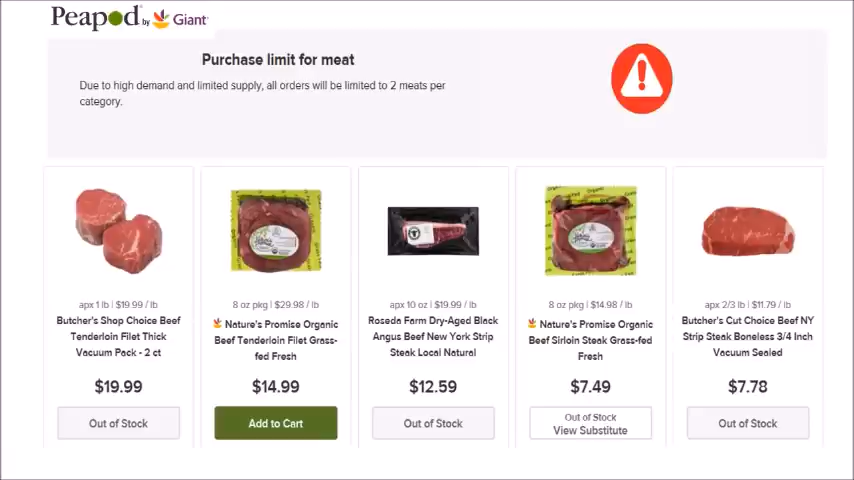 Peapod by Giant
Purchase limit for meat
Due to high demand and limited supply, all orders will be limited to 2 meats per
category.
apx 1 lb | $19.99 / lb
Butcher's Shop Choice Beef
Tenderloin Filet Thick
Vacuum Pack - 2 ct
$19.99
Out of Stock
8 oz pkg | $29.98 / lb
Nature's Promise Organic
Beef Tenderloin Filet Grass-
fed Fresh
$14.99
Add to Cart
apx 10 oz | $19.99 / lb
Roseda Farm Dry-Aged Black
Angus Beef New York Strip
Steak Local Natural
$12.59
Out of Stock
Organic
8 oz pkg | $14.98 / lb
Nature's Promise Organic
Beef Sirloin Steak Grass-fed
Fresh
$7.49
Out of Stock
View Substitute
apx 2/3 lb | $11.79 / lb
Butcher's Cut Choice Beef NY
Strip Steak Boneless 3/4 Inch
Vacuum Sealed
$7.78
Out of Stock